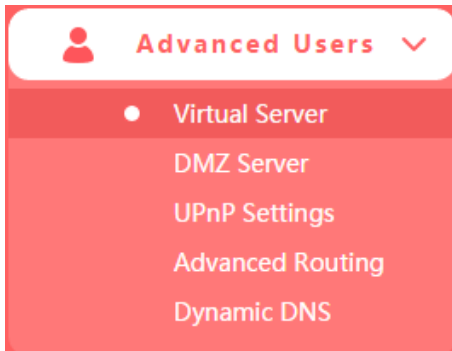 Advanced Users
Virtual Server
DMZ Server
UPnP Settings
Advanced Routing
Dynamic DNS